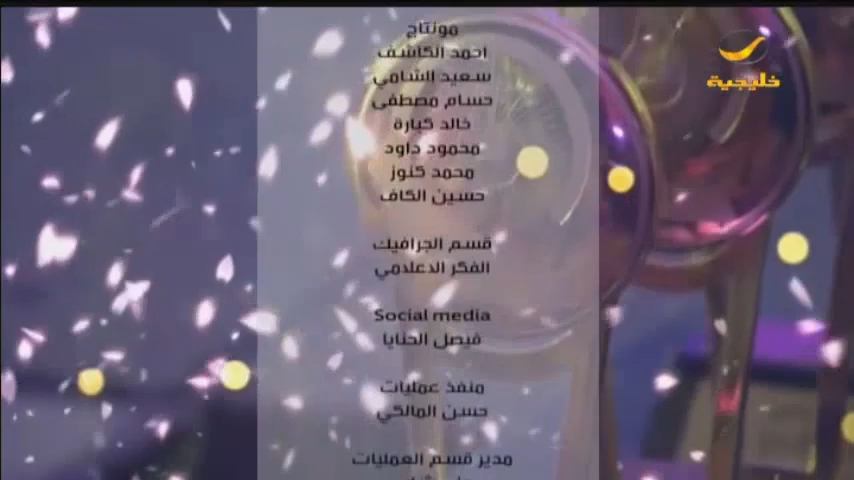 مونتاج
احمد الكاشف
سعيد الشامي
حسام مصطفى
خالد كبارة
محمود داود
محمد كنوز
حسين الكاف
قسم الجرافيك
الفكر الاعلامي
Social media
فيصل الحنايا
منفذ عمليات
حسن المالكي
مدير قسم العمليات
خليجية